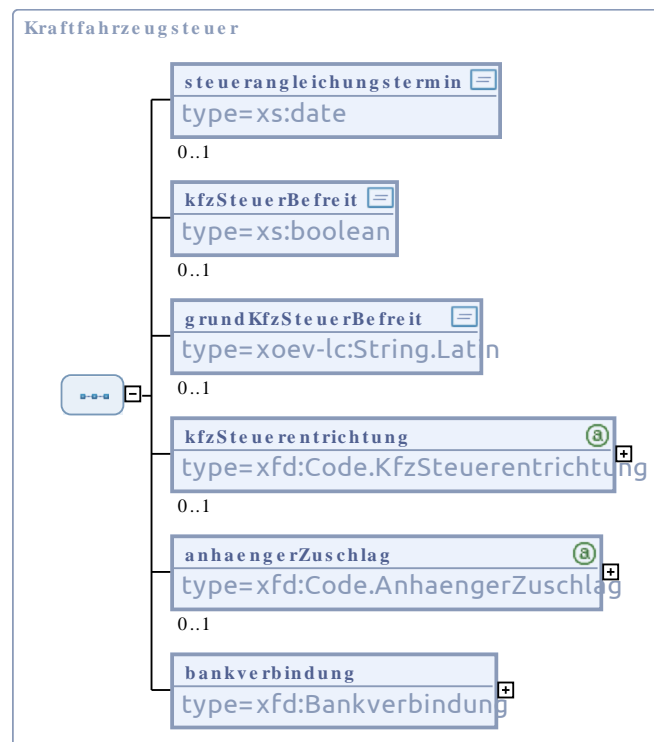 Kraftfahrzeugsteuer
steuerangleichungstermin
type=xs:date
0..1
kfzSteuerBefreit
type=xs:boolean
0..1
grundKfzSteuerBefreit
type=xoev-lc:String.Latin
0..1
kfzSteuerentrichtung
type=xfd:Code.KfzSteuerentrichtung
0..1
anhaengerZuschlag
type=xfd:Code.AnhaengerZuschlag
0..1
bankverbindung
type=xfd:Bankverbindung